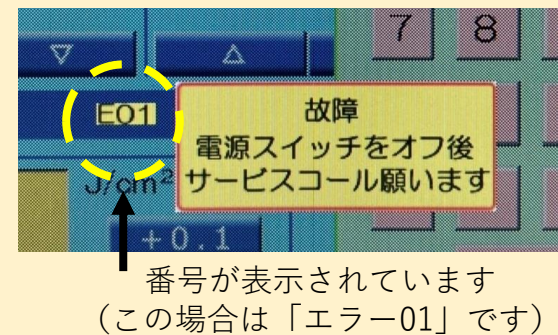 ▽
△
7
8
E01
故障
電源スイッチをオフ後
サービスコール願います
J/cm²
+0.1
番号が表示されています
（この場合は「エラー01」です）